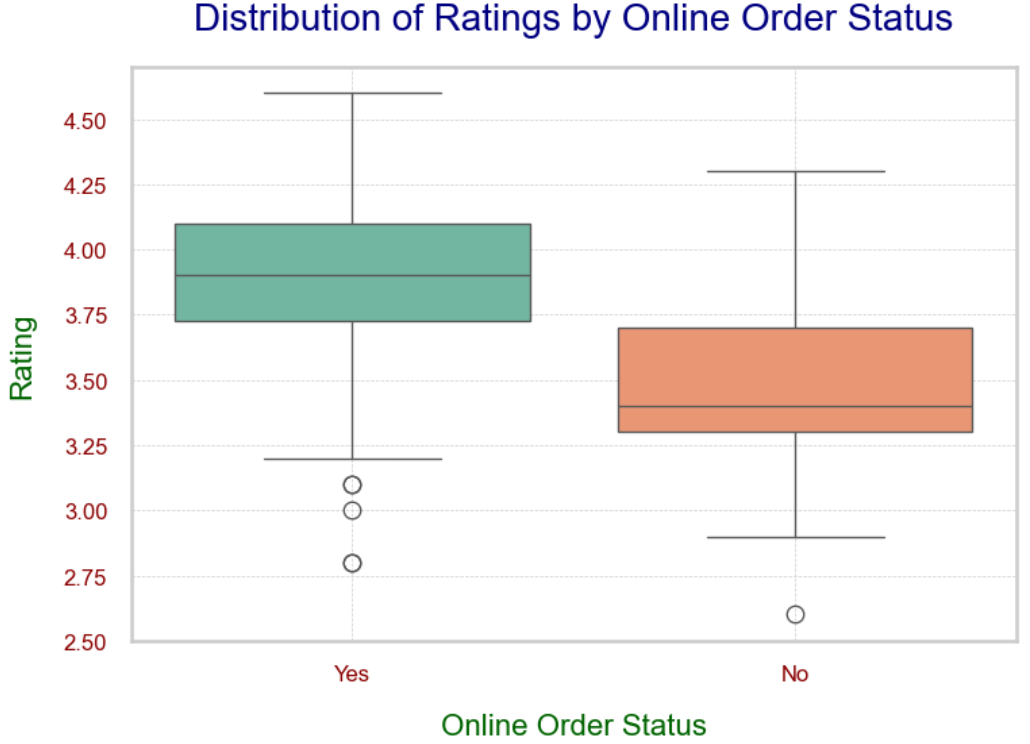 Distribution of Ratings by Online Order Status
4.50
4.25
4.00
3.75
3.50
3.25
3.00
2.75
2.50
Rating
Yes
No
Online Order Status